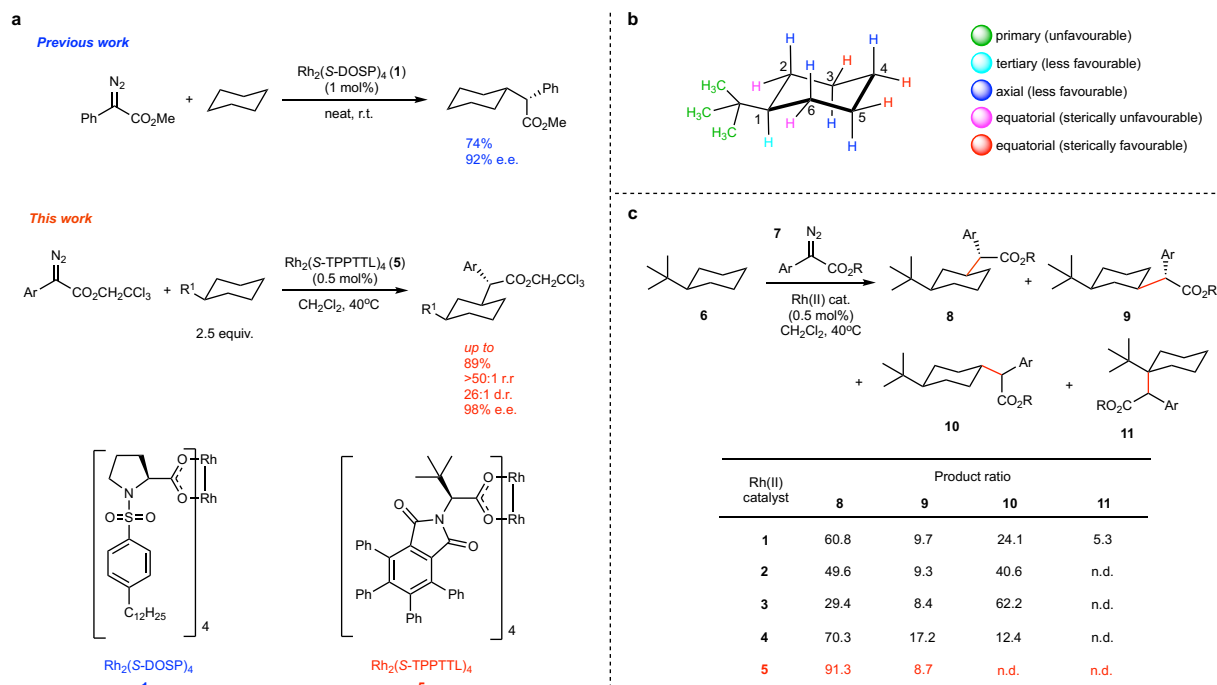 a
Previous work
N2
Ph
CO2Me
+
Rh2(S-DOSP)4 (1)
(1 mol%)
neat, r.t.
Ph
CO2Me
74%
92% e.e.
This work
N2
Ar
CO2CH2CCl3
+
R1
2.5 equiv.
Rh2(S-TPPTTL)4 (5)
(0.5 mol%)
CH2Cl2, 40oC
Ar
CO2CH2CCl3
R1
up to
89%
>50:1 r.r
26:1 d.r.
98% e.e.
O Rh
O Rh
N
O=S=O
C12H25
4
Rh2(S-DOSP)4
O Rh
O Rh
O
N
O
Ph
Ph
Ph
Ph
4
Rh2(S-TPPTTL)4
b
H H H H
2 3 4
H H
H3C
H3C
H3C
1 6 5
H H H H H
primary (unfavourable)
tertiary (less favourable)
axial (less favourable)
equatorial (sterically unfavourable)
equatorial (sterically favourable)
c
6
7
N2
Ar
CO2R
Rh(II) cat.
(0.5 mol%)
CH2Cl2, 40oC
Ar
CO2R
8
+
Ar
CO2R
9
+
Ar
CO2R
10
+
RO2C
Ar
11
Rh(II) catalyst
Product ratio
8 9 10 11
1 60.8 9.7 24.1 5.3
2 49.6 9.3 40.6 n.d.
3 29.4 8.4 62.2 n.d.
4 70.3 17.2 12.4 n.d.
5 91.3 8.7 n.d. n.d.